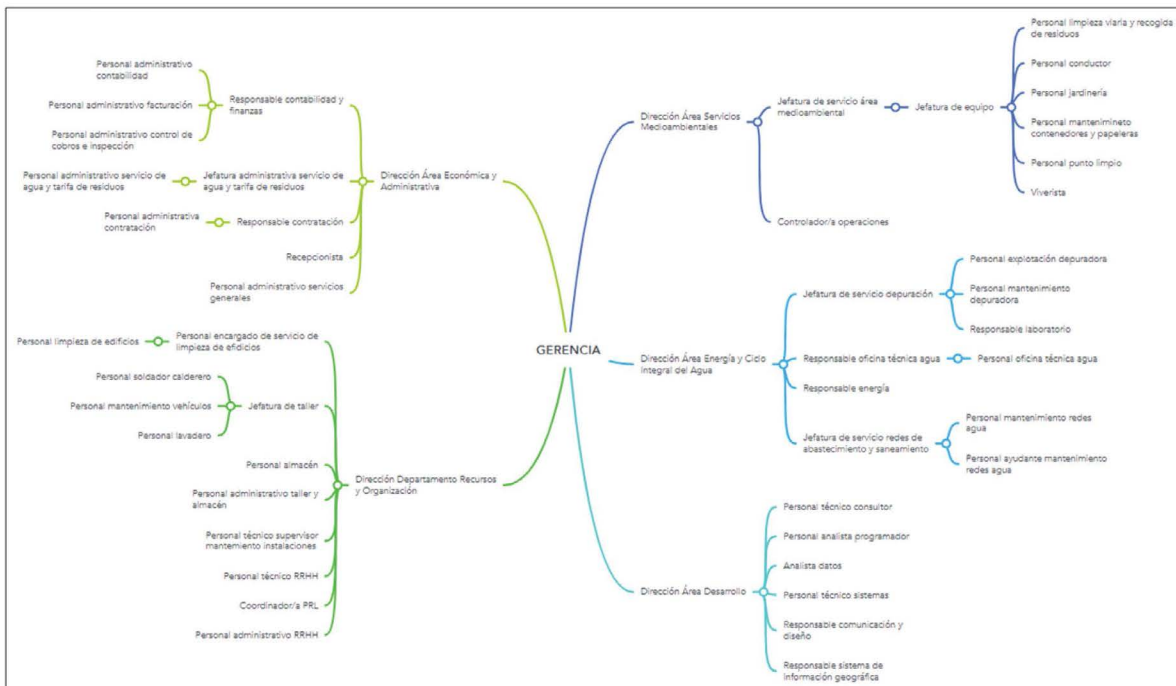 Personal administrativo
contabilidad
Personal administrativo facturación
Personal administrativo control de
cobros e inspección
Responsable contabilidad y
finanzas
Personal administrativo servicio de
agua y tarifa de residuos
Jefatura administrativa servicio de
agua y tarifa de residuos
Personal administrativa
contratación
Responsable contratación
Recepcionista
Personal administrativo servicios
generales
Dirección Área Económica y
Administrativa
Personal limpieza de edificios
Personal encargado de servicio de
limpieza de efidicios
Personal soldador calderero
Personal mantenimiento vehículos
Personal lavadero
Jefatura de taller
Personal almacén
Personal administrativo taller y
almacén
Personal técnico supervisor
mantemiento instalaciones
Personal técnico RRHH
Coordinador/a PRL
Personal administrativo RRHH
Dirección Departamento Recursos
y Organización
GERENCIA
Dirección Área Servicios
Medioambientales
Jefatura de servicio área
medioambiental
Jefatura de equipo
Personal limpieza viaria y recogida
de residuos
Personal conductor
Personal jardinería
Personal mantenimineto
contenedores y papeleras
Personal punto limpio
Viverista
Controlador/a operaciones
Dirección Área Energía y Ciclo
Integral del Agua
Jefatura de servicio depuración
Personal explotación depuradora
Personal mantenimiento
depuradora
Responsable laboratorio
Responsable oficina técnica agua
Personal oficina técnica agua
Responsable energía
Jefatura de servicio redes de
abastecimiento y saneamiento
Personal mantenimiento redes
agua
Personal ayudante mantenimiento
redes agua
Dirección Área Desarrollo
Personal técnico consultor
Personal analista programador
Analista datos
Personal técnico sistemas
Responsable comunicación y
diseño
Responsable sistema de
información geográfica